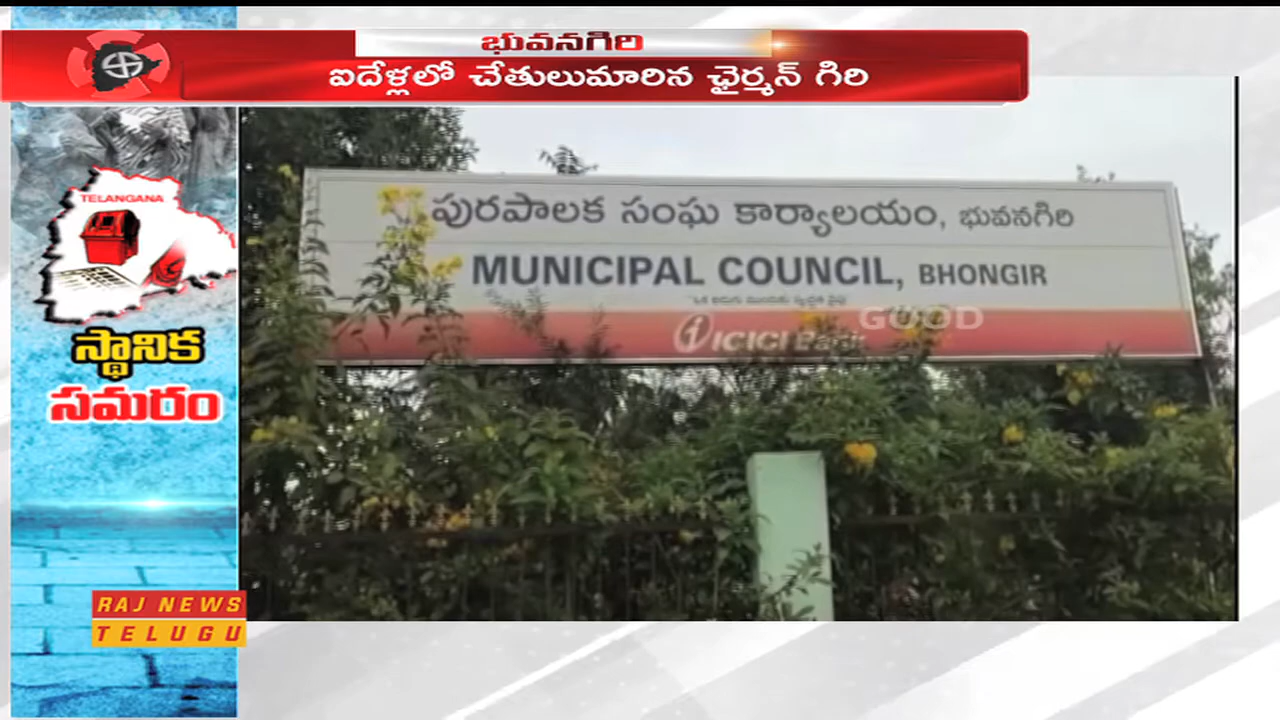 భువనగిరి
ఐదేళ్లలో చేతులుమారిన ఛైర్మన్ గిరి
TELANGANA
స్థానిక
సమరం
పురపాలక సంఘ కార్యాలయం, భువనగిరి
MUNICIPAL COUNCIL, BHONGIR
GOOD
ICICI Bank
RAJ NEWS
TELUGU